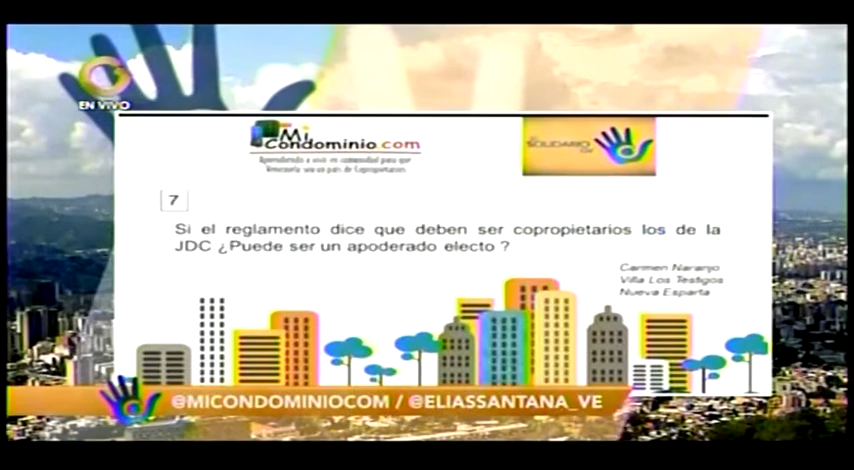 EN VIVO
Mi
Condominio.com
Aprendiendo a vivir en comunidad para que
Venezuela sea un país de Copropietarios
SOLIDARIO
7
Si el reglamento dice que deben ser copropietarios los de la
JDC ¿Puede ser un apoderado electo ?
Carmen Naranjo
Villa Los Testigos
Nueva Esparta
@MICONDOMINIOCOM / @ELIASSANTANA_VE